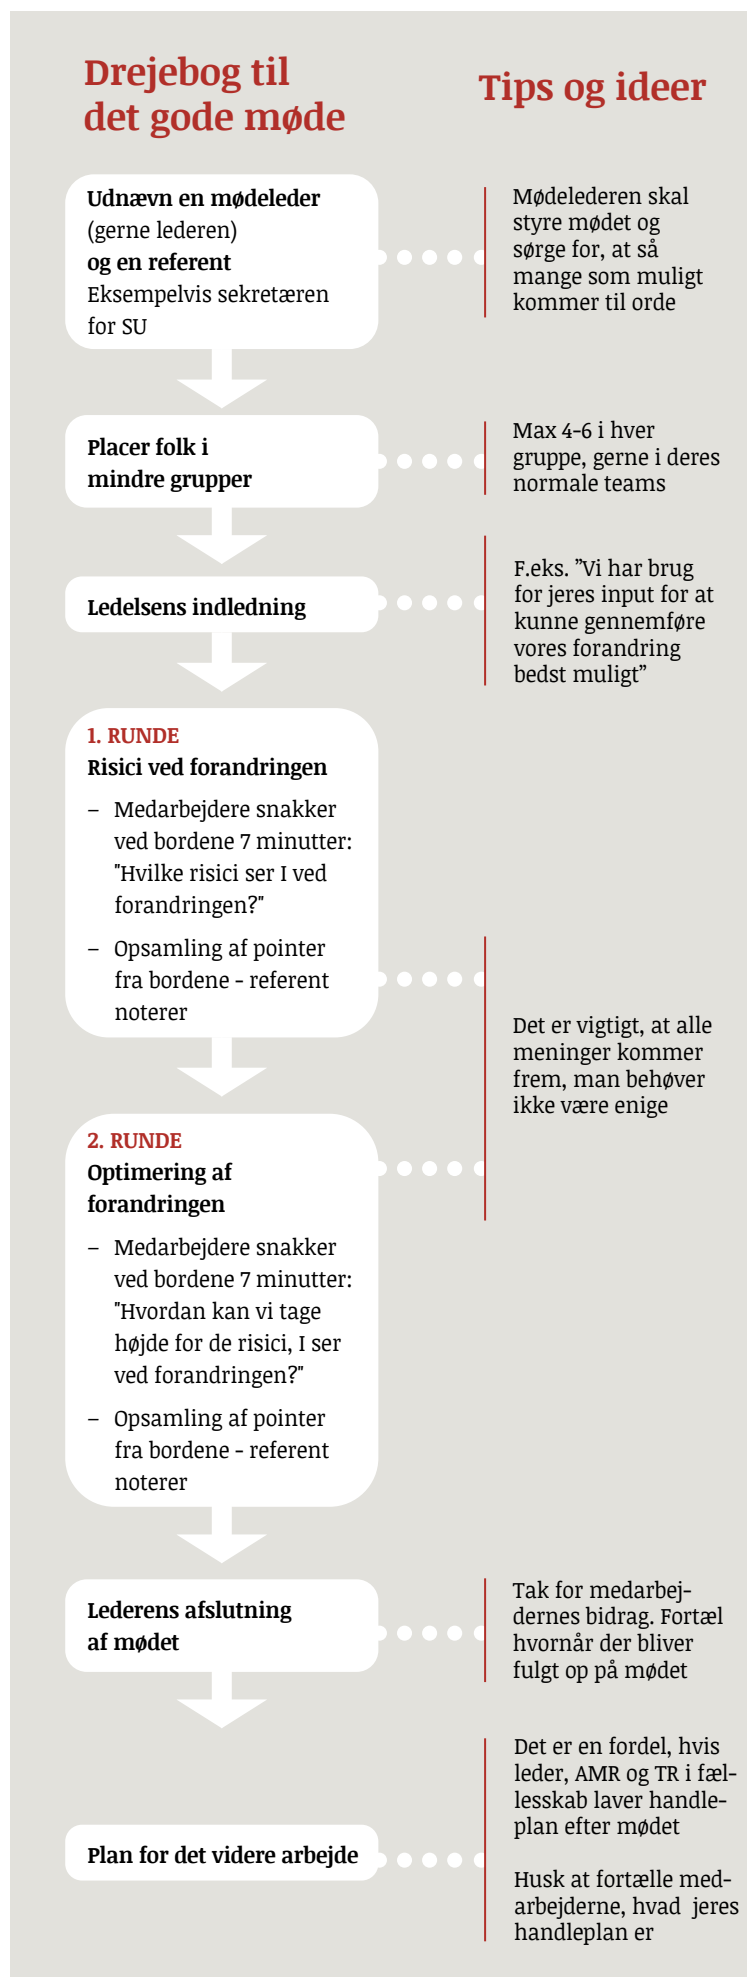 Drejebog til
det gode møde
Tips og ideer
Udnævn en mødeleder
(gerne lederen)
og en referent
Eksempelvis sekretæren
for SU
Mødelederen skal
styre mødet og
sørge for, at så
mange som muligt
kommer til orde
Placer folk i
mindre grupper
Max 4-6 i hver
gruppe, gerne i deres
normale teams
Ledelsens indledning
F.eks. ”Vi har brug
for jeres input for at
kunne gennemføre
vores forandring
bedst muligt”
1. RUNDE
Risici ved forandringen
– Medarbejdere snakker
ved bordene 7 minutter:
"Hvilke risici ser I ved
forandringen?"
– Opsamling af pointer
fra bordene - referent
noterer
Det er vigtigt, at alle
meninger kommer
frem, man behøver
ikke være enige
2. RUNDE
Optimering af
forandringen
– Medarbejdere snakker
ved bordene 7 minutter:
"Hvordan kan vi tage
højde for de risici, I ser
ved forandringen?"
– Opsamling af pointer
fra bordene - referent
noterer
Lederens afslutning
af mødet
Tak for medarbej-
dernes bidrag. Fortæl
hvornår der bliver
fulgt op på mødet
Plan for det videre arbejde
Det er en fordel, hvis
leder, AMR og TR i fæl-
lesskab laver handle-
plan efter mødet
Husk at fortælle med-
arbejderne, hvad jeres
handleplan er